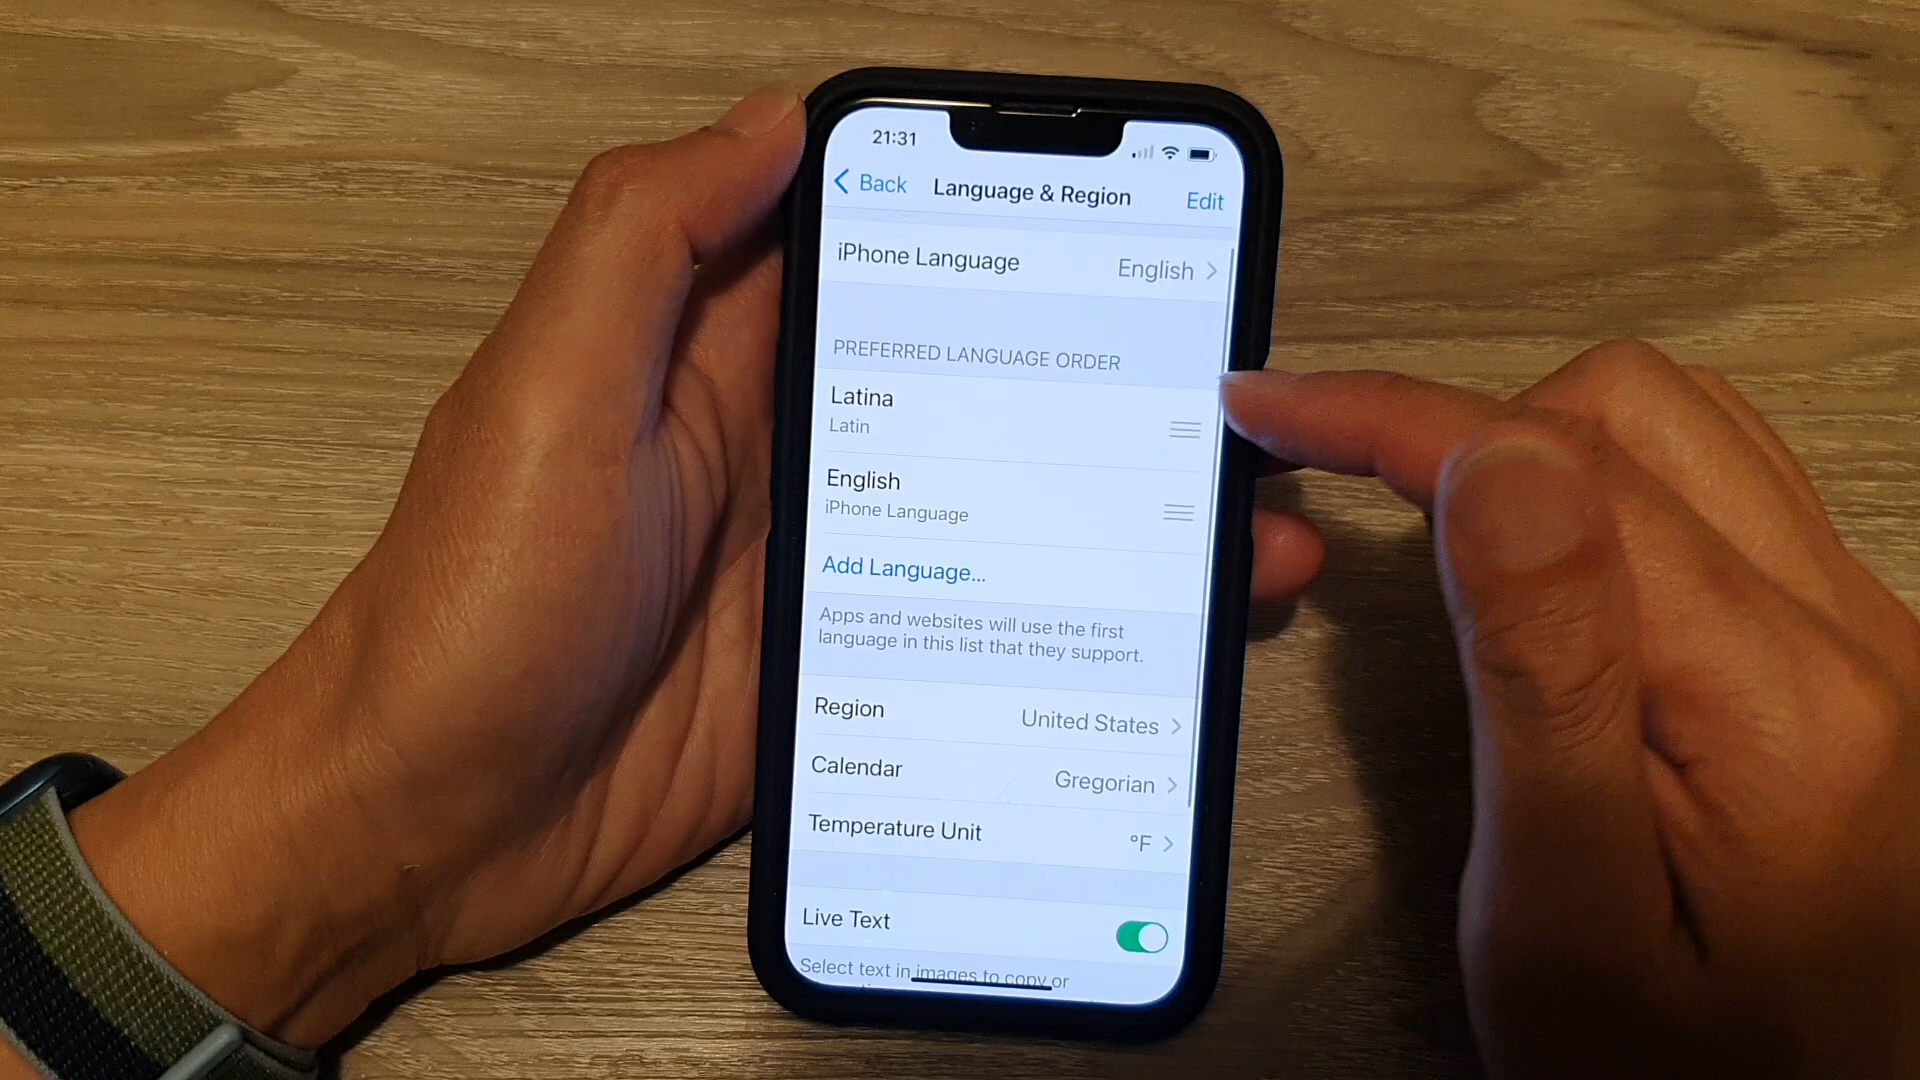 21:31
Back Language & Region Edit
iPhone Language English
PREFERRED LANGUAGE ORDER
Latina
Latin
English
iPhone Language
Add Language...
Apps and websites will use the first
language in this list that they support.
Region United States
Calendar Gregorian
Temperature Unit °F
Live Text
Select text in images to copy or